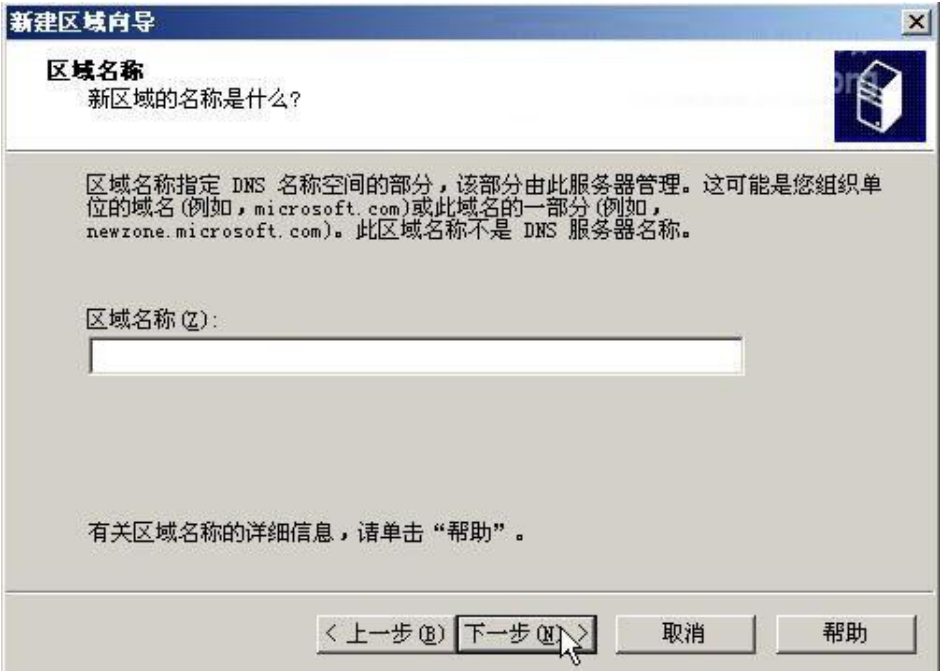 新建区域向导
区域名称
新区域的名称是什么?
区域名称指定 DNS 名称空间的部分，该部分由此服务器管理。这可能是您组织单
位的域名(例如，microsoft.com)或此域名的一部分(例如，
newzone.microsoft.com)。此区域名称不是 DNS 服务器名称。
区域名称(Z):
有关区域名称的详细信息，请单击“帮助”。
< 上一步(B) 下一步(N) > 取消 帮助